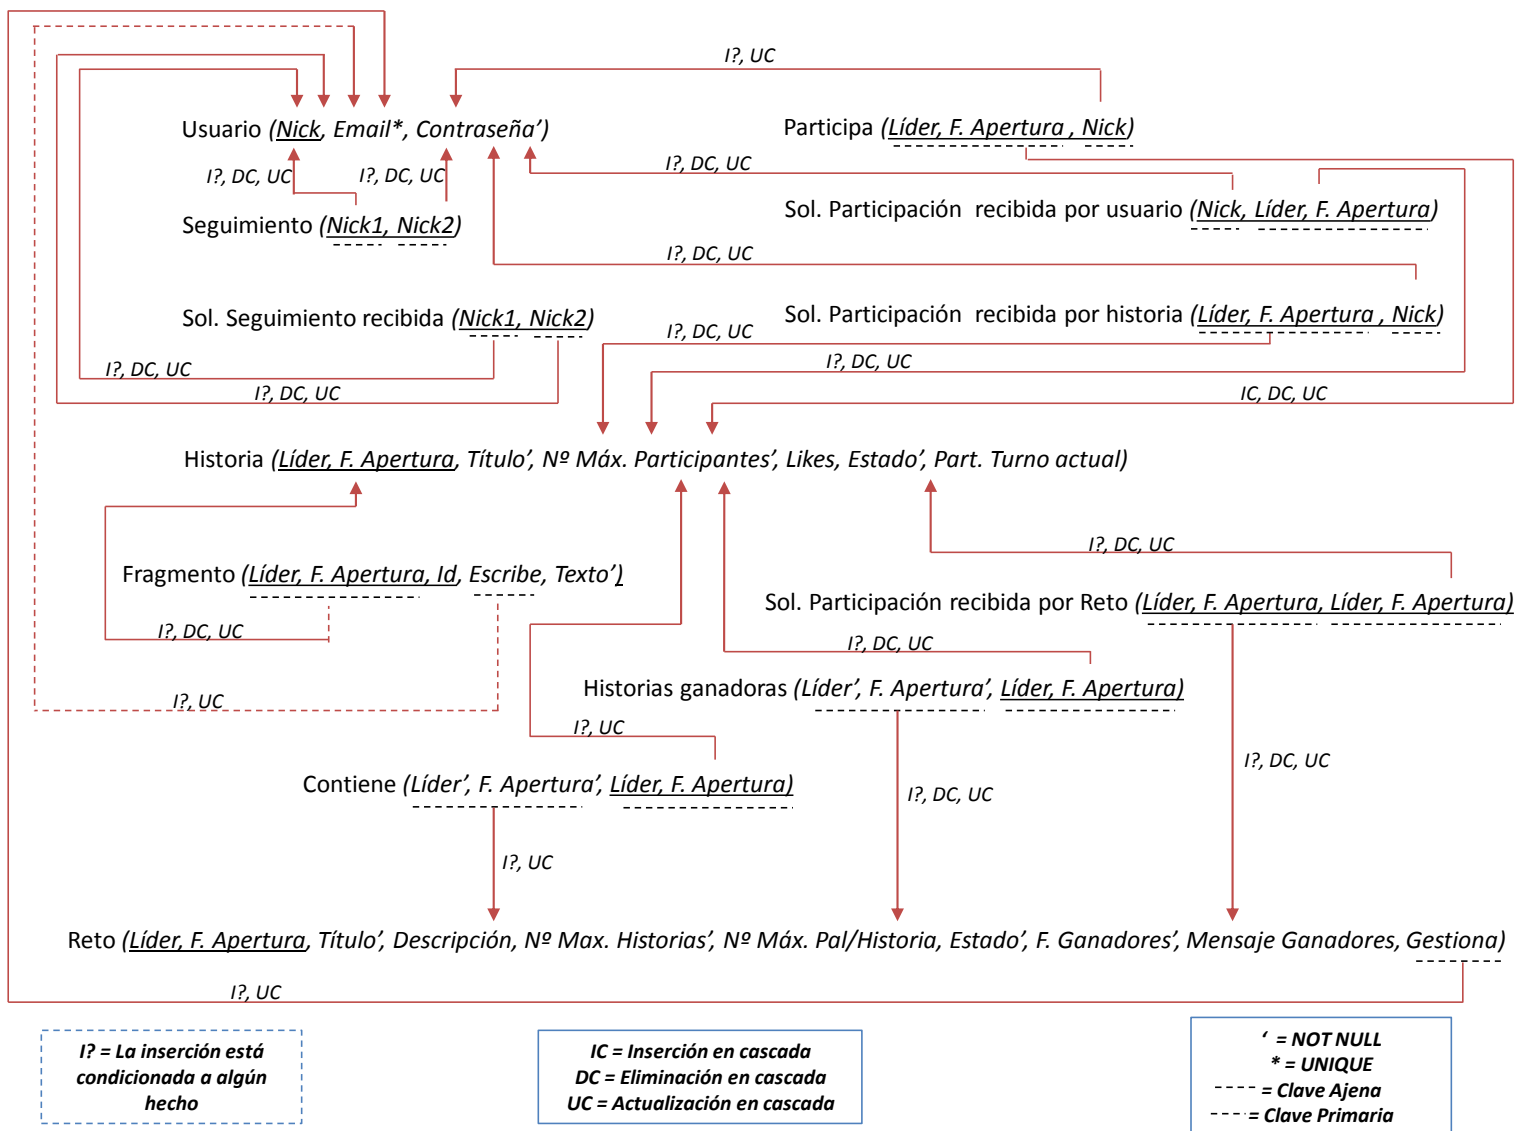 I?, UC
Usuario (Nick, Email*, Contraseña’)
Participa (Líder, F. Apertura , Nick)
I?, DC, UC
I?, DC, UC
I?, DC, UC
Seguimiento (Nick1, Nick2)
Sol. Participación recibida por usuario (Nick, Líder, F. Apertura)
I?, DC, UC
Sol. Seguimiento recibida (Nick1, Nick2)
Sol. Participación recibida por historia (Líder, F. Apertura , Nick)
I?, DC, UC
I?, DC, UC
I?, DC, UC
I?, DC, UC
IC, DC, UC
Historia (Líder, F. Apertura, Título’, Nº Máx. Participantes’, Likes, Estado’, Part. Turno actual)
I?, DC, UC
Fragmento (Líder, F. Apertura, Id, Escribe, Texto’)
Sol. Participación recibida por Reto (Líder, F. Apertura, Líder, F. Apertura)
I?, DC, UC
I?, DC, UC
Historias ganadoras (Líder’, F. Apertura’, Líder, F. Apertura)
I?, UC
I?, UC
I?, DC, UC
Contiene (Líder’, F. Apertura’, Líder, F. Apertura)
I?, DC, UC
I?, UC
Reto (Líder, F. Apertura, Título’, Descripción, Nº Max. Historias’, Nº Máx. Pal/Historia, Estado’, F. Ganadores’, Mensaje Ganadores, Gestiona)
I?, UC
I? = La inserción está
condicionada a algún
hecho
IC = Inserción en cascada
DC = Eliminación en cascada
UC = Actualización en cascada
‘ = NOT NULL
* = UNIQUE
= Clave Ajena
= Clave Primaria